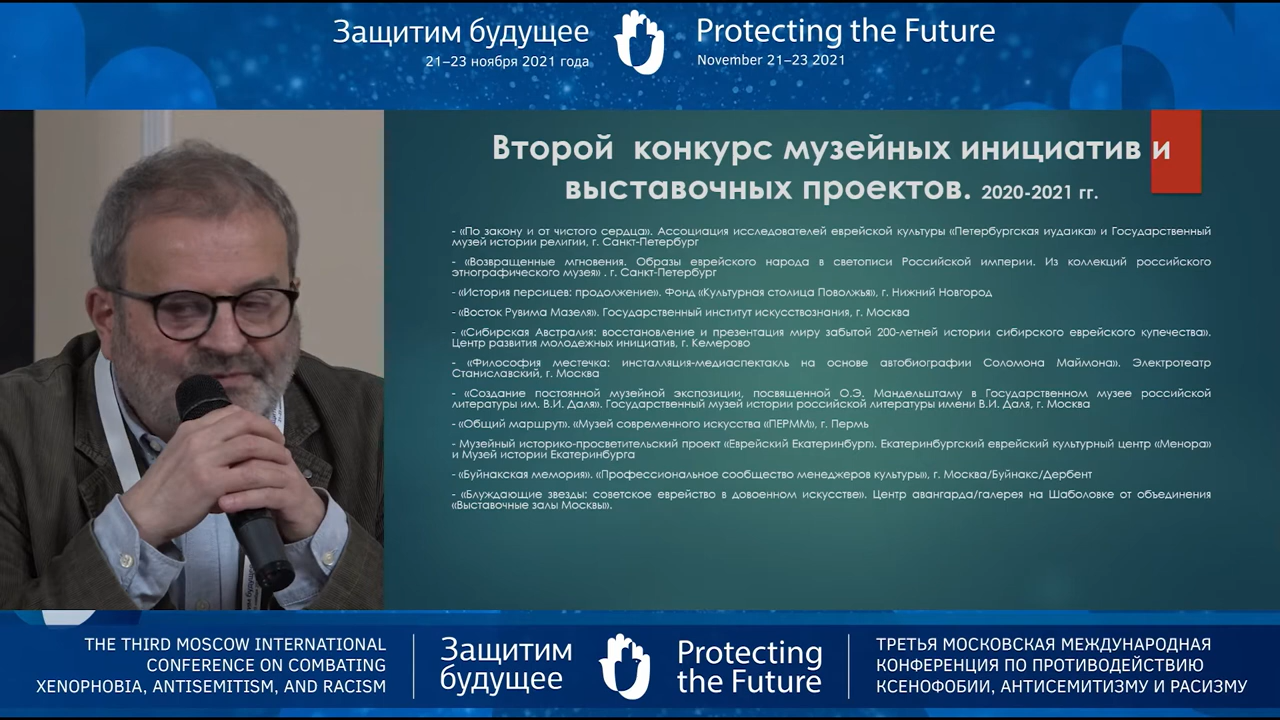 Защитим будущее
21–23 ноября 2021 года
Protecting the Future
November 21–23 2021
Второй конкурс музейных инициатив и
выставочных проектов. 2020-2021 гг.
- «По закону и от чистого сердца». Ассоциация исследователей еврейской культуры «Петербургская иудаика» и Государственный
музей истории религии, г. Санкт-Петербург
- «Возвращенные мгновения. Образы еврейского народа в светописи Российской империи. Из коллекций российского
этнографического музея» . г. Санкт-Петербург
- «История персицев: продолжение». Фонд «Культурная столица Поволжья», г. Нижний Новгород
- «Восток Рувима Мазеля». Государственный институт искусствознания, г. Москва
- «Сибирская Австралия: восстановление и презентация миру забытой 200-летней истории сибирского еврейского купечества».
Центр развития молодежных инициатив, г. Кемерово
- «Философия местечка: инсталляция-медиаспектакль на основе автобиографии Соломона Маймона». Электротеатр
Станиславский, г. Москва
- «Создание постоянной музейной экспозиции, посвященной О.Э. Мандельштаму в Государственном музее российской
литературы им. В.И. Даля». Государственный музей истории российской литературы имени В.И. Даля, г. Москва
- «Общий маршрут». «Музей современного искусства «ПЕРММ», г. Пермь
- Музейный историко-просветительский проект «Еврейский Екатеринбург». Екатеринбургский еврейский культурный центр «Менора»
и Музей истории Екатеринбурга
- «Буйнакская мемория». «Профессиональное сообщество менеджеров культуры», г. Москва/Буйнакс/Дербент
- «Блуждающие звезды: советское еврейство в довоенном искусстве». Центр авангарда/галерея на Шаболовке от объединения
«Выставочные залы Москвы».
THE THIRD MOSCOW INTERNATIONAL
CONFERENCE ON COMBATING
XENOPHOBIA, ANTISEMITISM, AND RACISM
Защитим
будущее
Protecting
the Future
ТРЕТЬЯ МОСКОВСКАЯ МЕЖДУНАРОДНАЯ
КОНФЕРЕНЦИЯ ПО ПРОТИВОДЕЙСТВИЮ
КСЕНОФОБИИ, АНТИСЕМИТИЗМУ И РАСИЗМУ